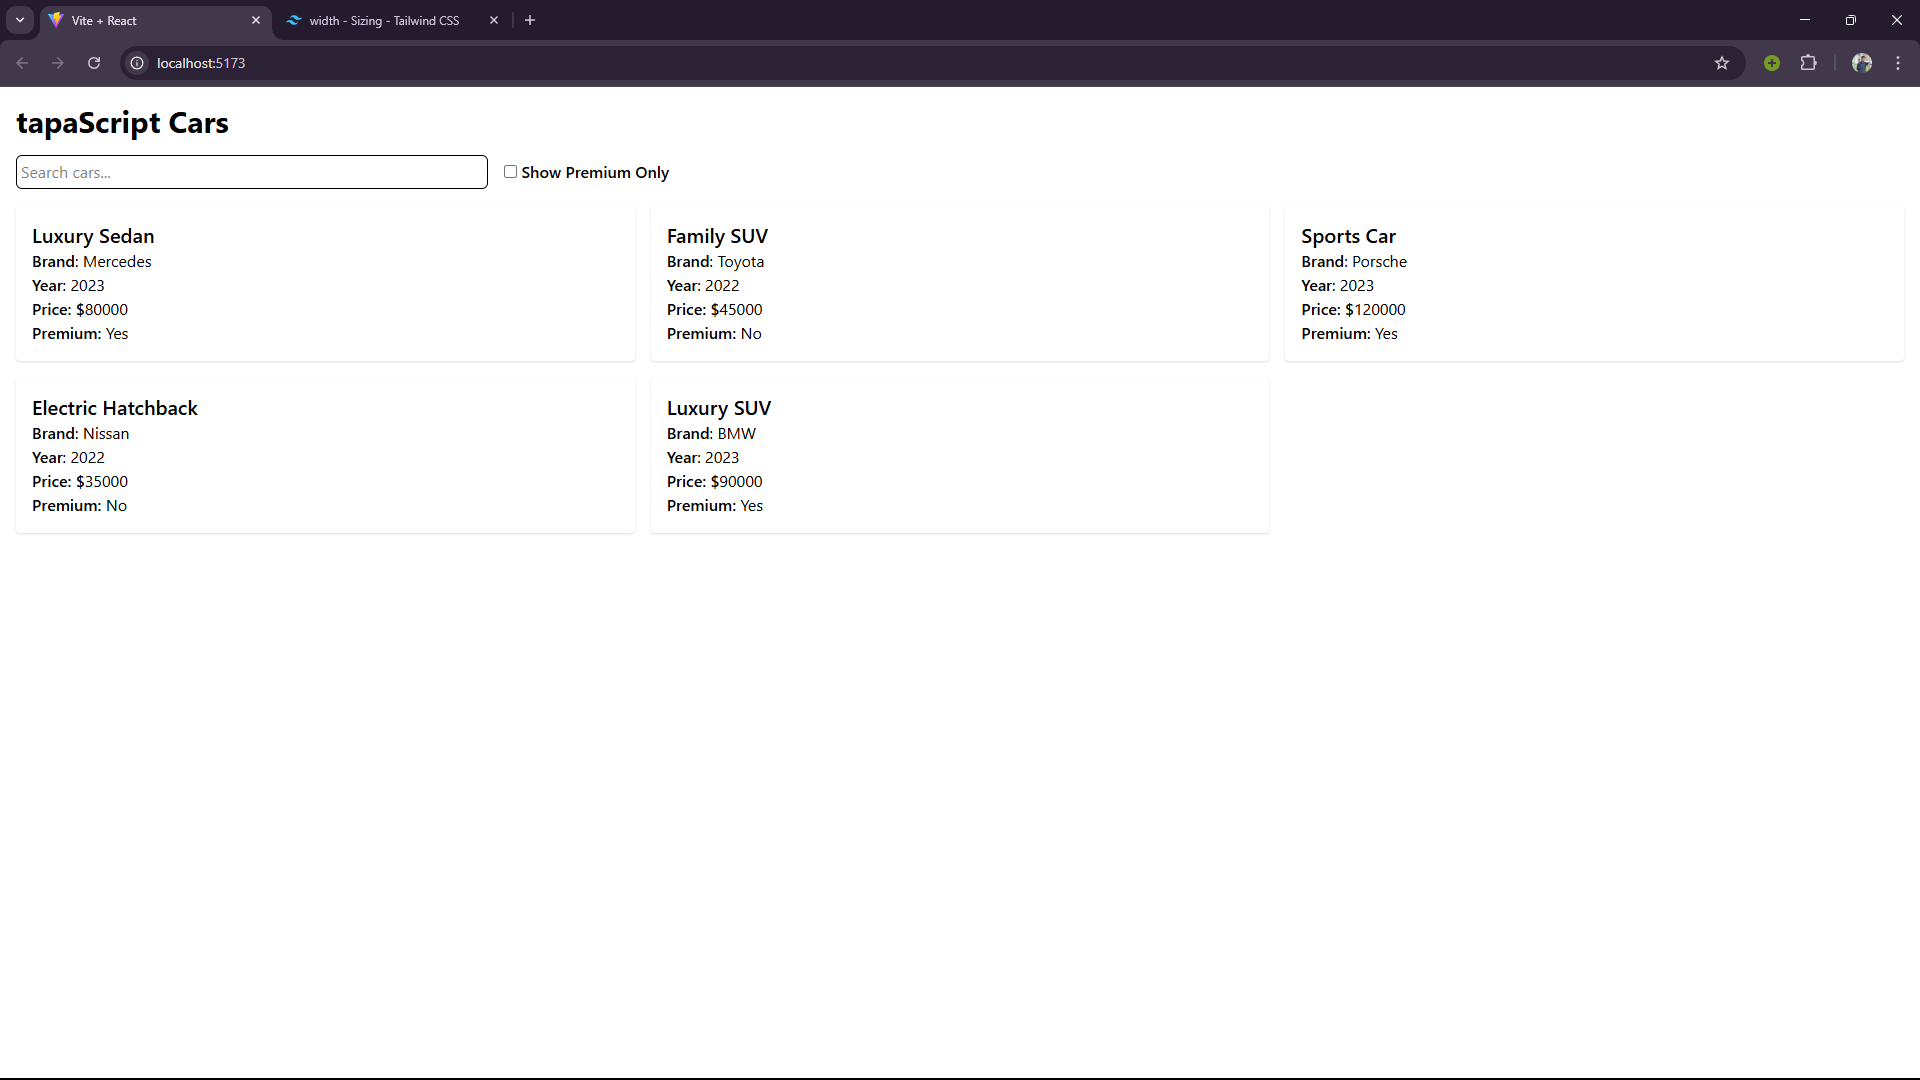 Vite + React
width - Sizing - Tailwind CSS
localhost:5173
tapaScript Cars
Search cars...
Show Premium Only
Luxury Sedan
Brand: Mercedes
Year: 2023
Price: $80000
Premium: Yes
Family SUV
Brand: Toyota
Year: 2022
Price: $45000
Premium: No
Sports Car
Brand: Porsche
Year: 2023
Price: $120000
Premium: Yes
Electric Hatchback
Brand: Nissan
Year: 2022
Price: $35000
Premium: No
Luxury SUV
Brand: BMW
Year: 2023
Price: $90000
Premium: Yes